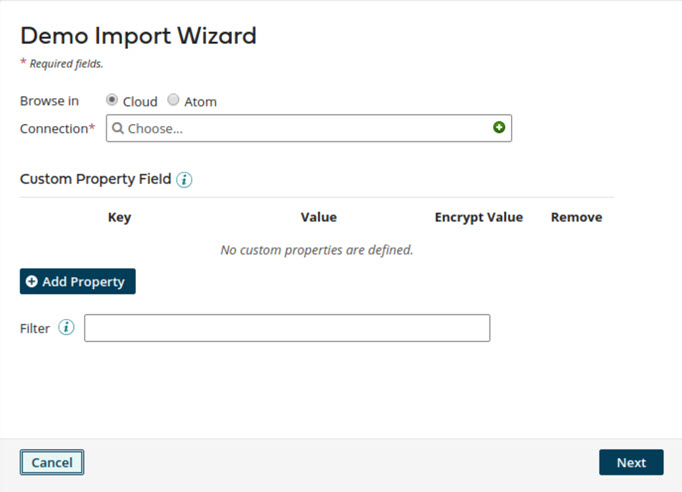 Demo Import Wizard
* Required fields.
Browse in Cloud Atom
Connection* Choose...
Custom Property Field i
Key Value Encrypt Value Remove
No custom properties are defined.
Add Property
Filter i
Cancel Next